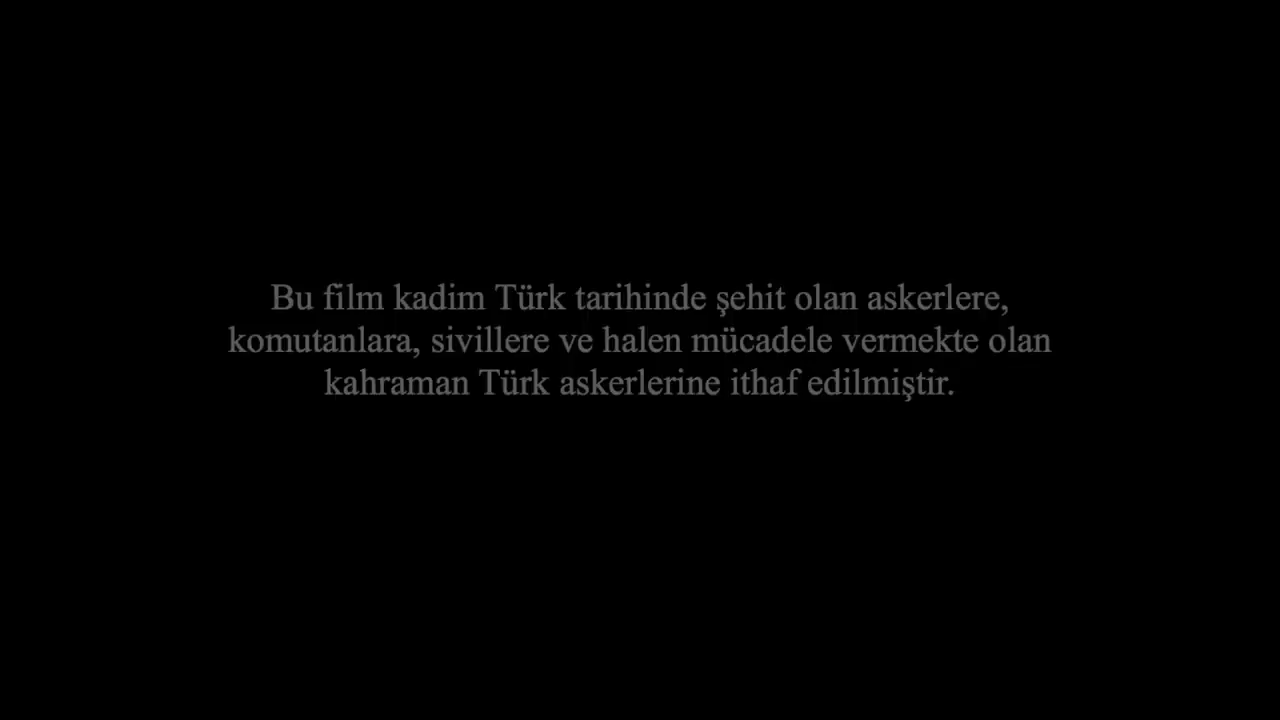 Bu film kadim Türk tarihinde şehit olan askerlere,
komutanlara, sivillere ve halen mücadele vermekte olan
kahraman Türk askerlerine ithaf edilmiştir.